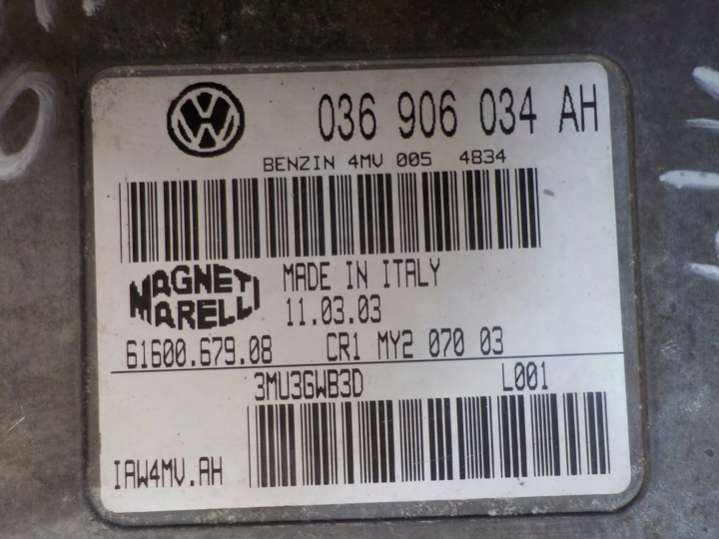 036 906 034 AH
BENZIN 4MV 005 4834
MAGNETI
MARELLI
MADE IN ITALY
11.03.03
61600.679.08 CR1 MY2 070 03
3MU3GWB3D L001
IAW4MV.AH